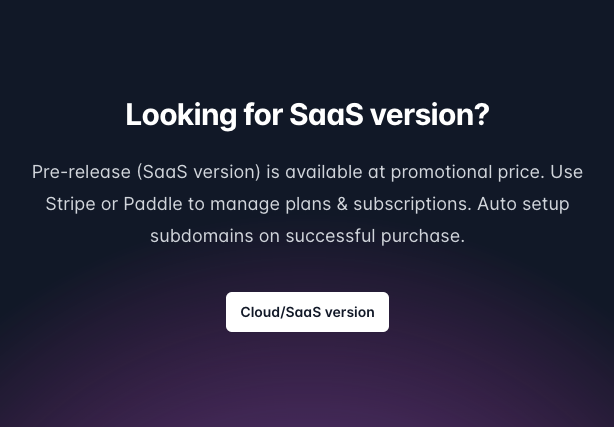 Looking for SaaS version?
Pre-release (SaaS version) is available at promotional price. Use
Stripe or Paddle to manage plans & subscriptions. Auto setup
subdomains on successful purchase.
Cloud/SaaS version